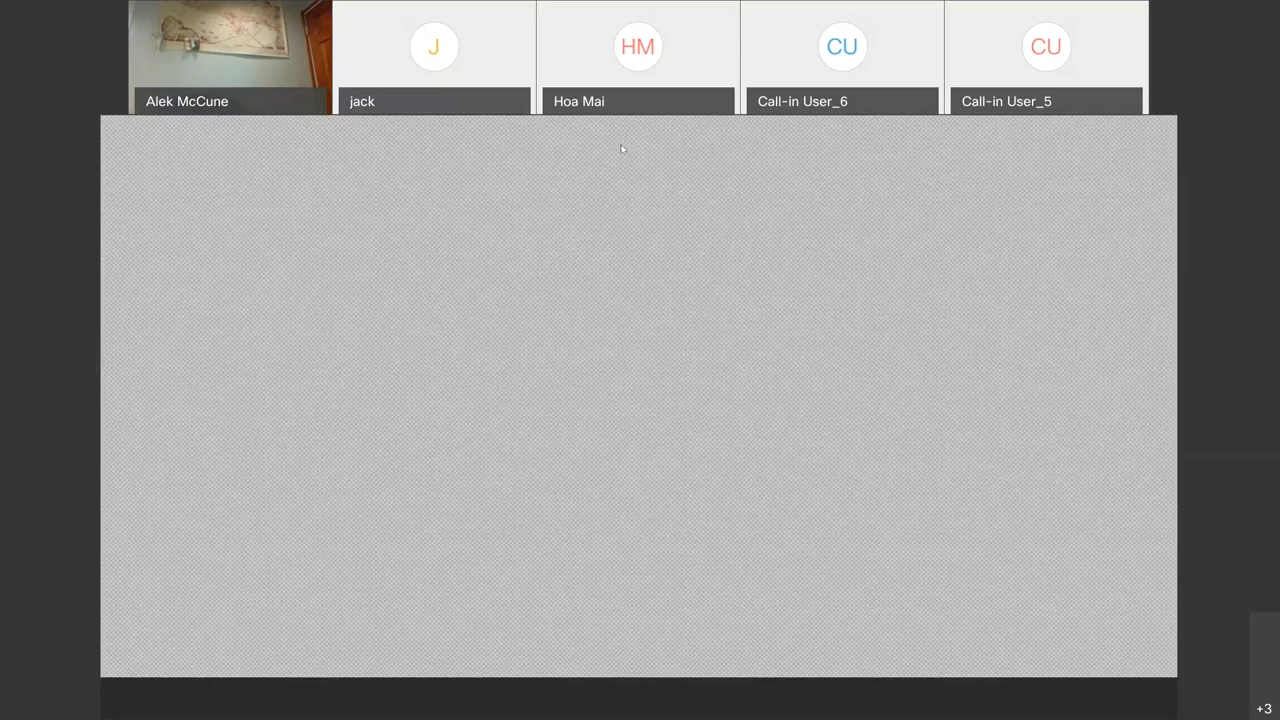 J
HM
CU
CU
Alek McCune
jack
Hoa Mai
Call-in User_6
Call-in User_5
+3